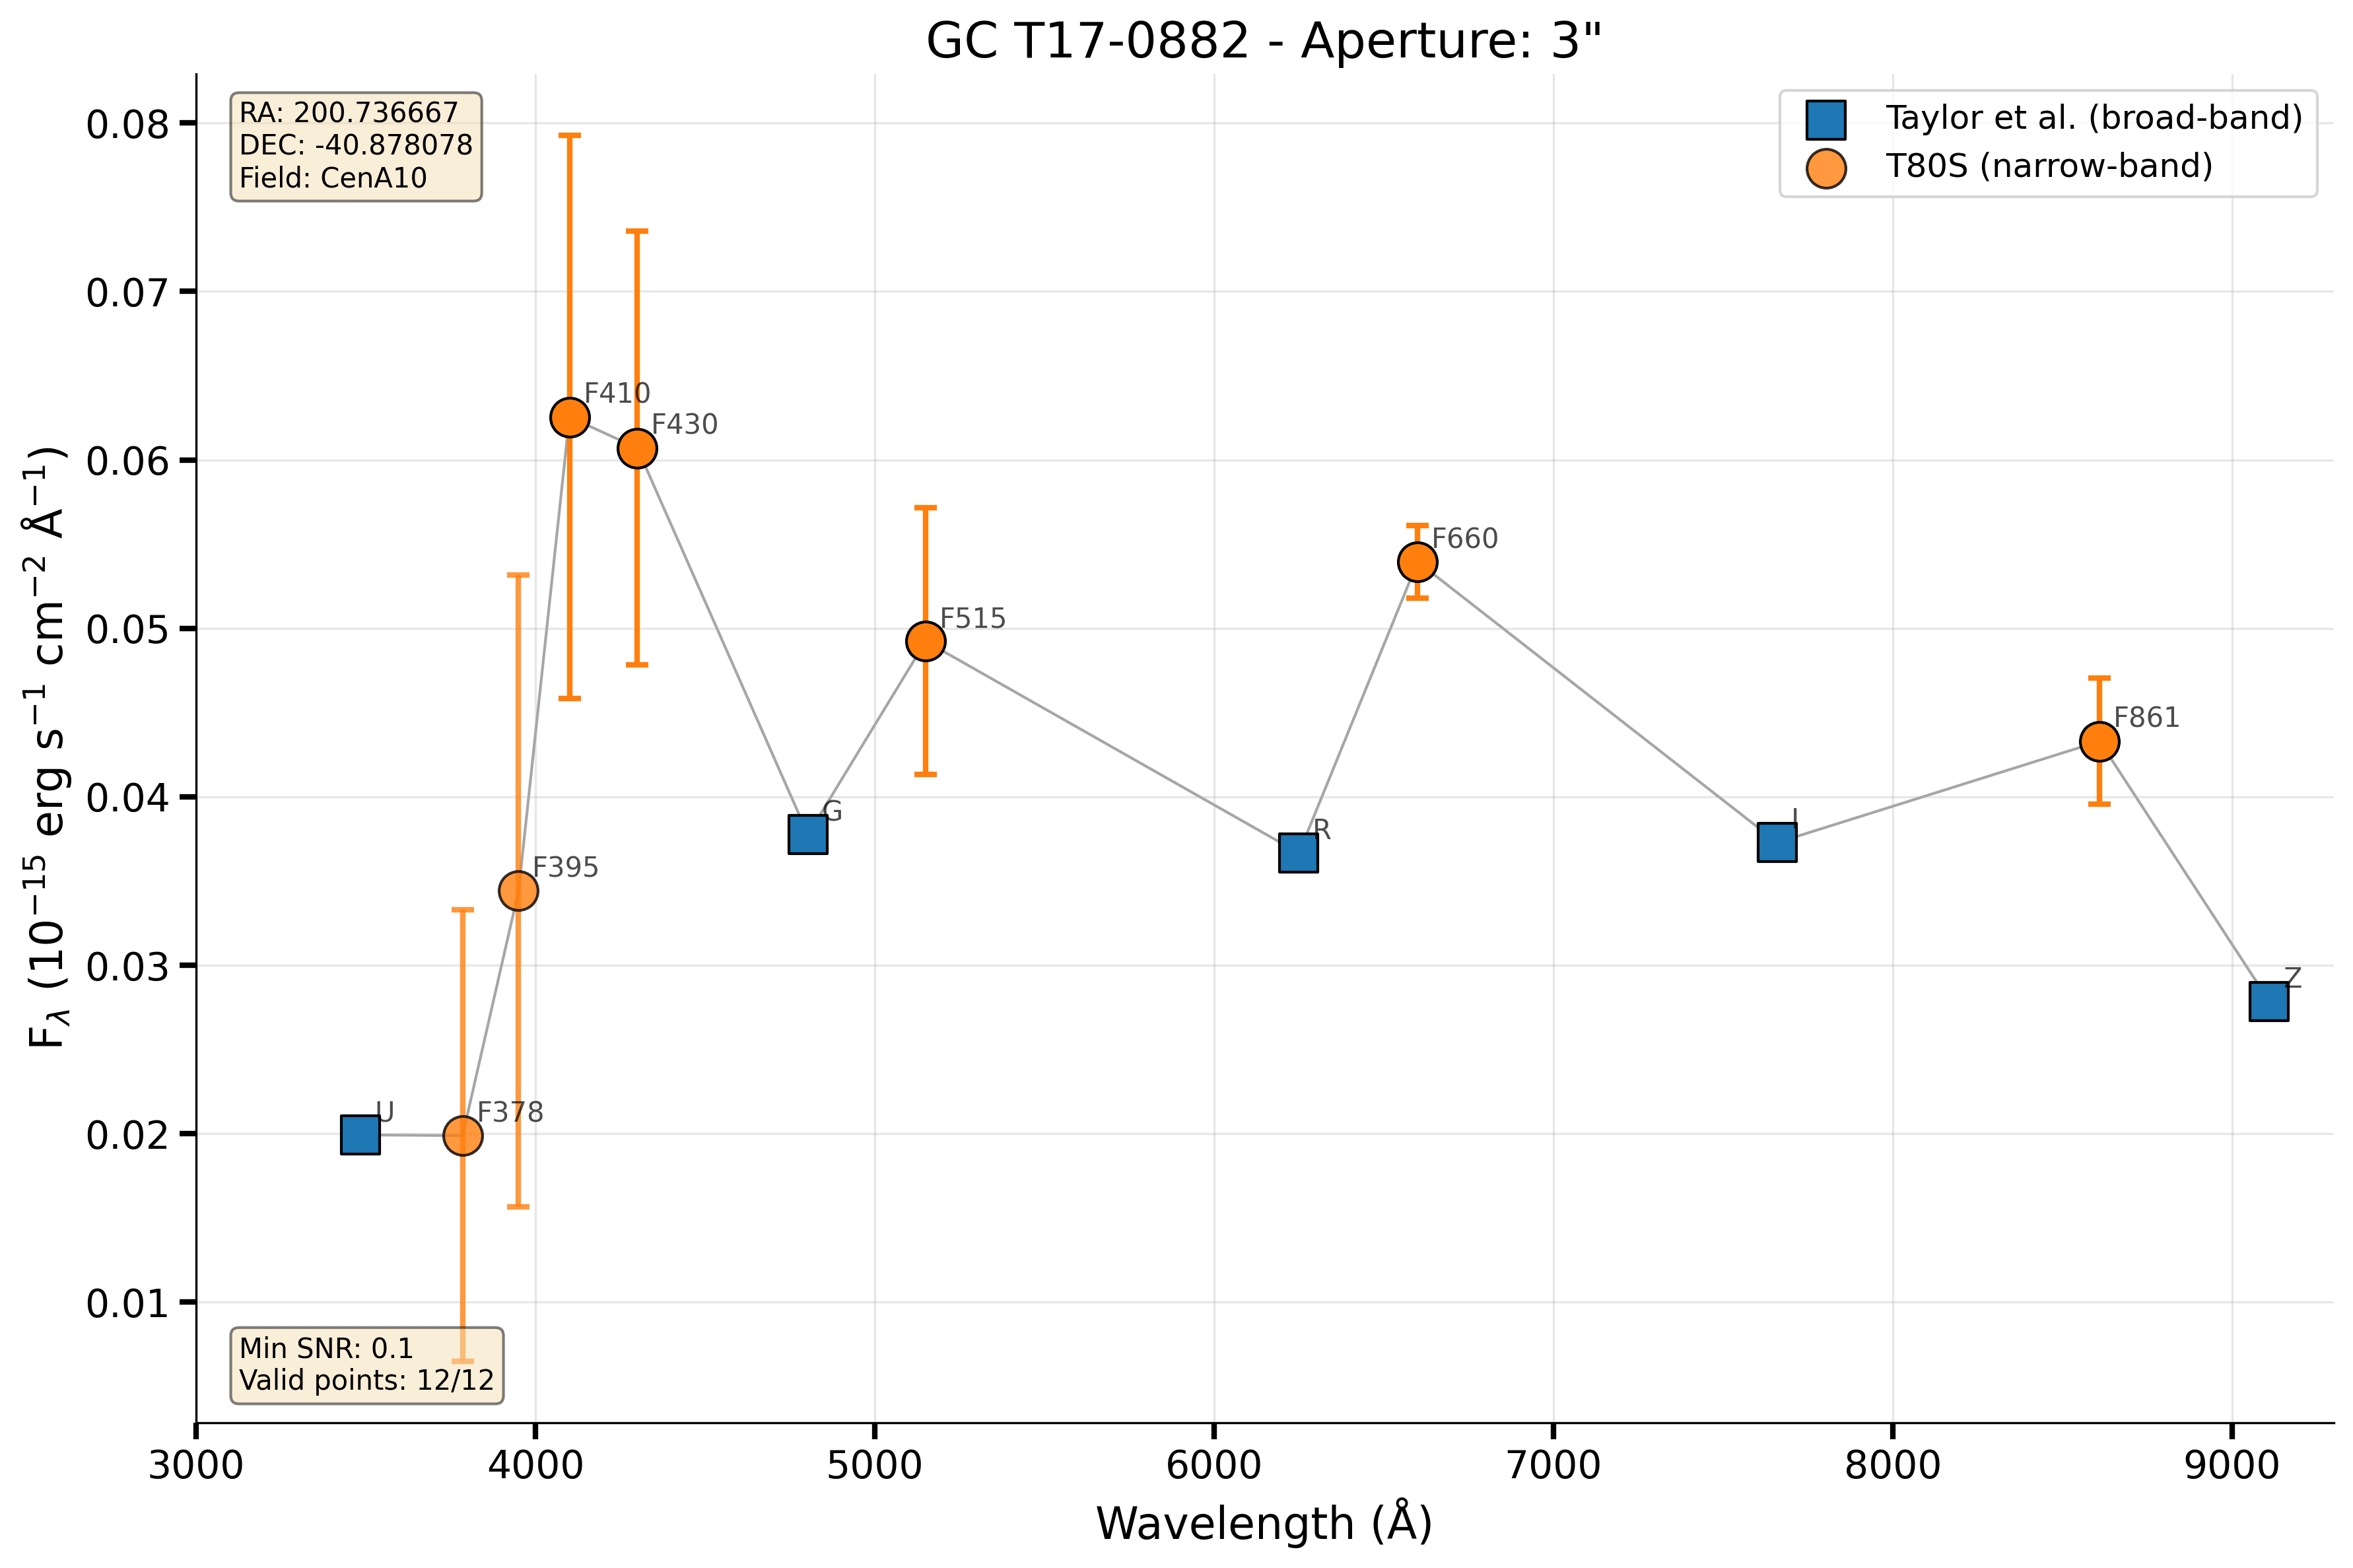 GC T17-0882 - Aperture: 3"
RA: 200.736667
DEC: -40.878078
Field: CenA10
Taylor et al. (broad-band)
T80S (narrow-band)
0.08
0.07
0.06
0.05
0.04
0.03
0.02
0.01
F_λ (10⁻¹⁵ erg s⁻¹ cm⁻² Å⁻¹)
U
F378
F395
F410
F430
G
F515
R
F660
I
F861
Z
Min SNR: 0.1
Valid points: 12/12
3000 4000 5000 6000 7000 8000 9000
Wavelength (Å)